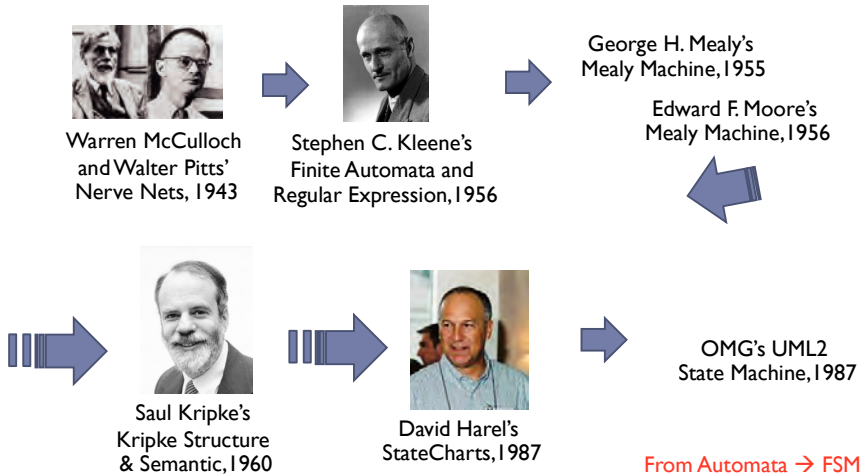 Warren McCulloch
and Walter Pitts'
Nerve Nets, 1943
Stephen C. Kleene's
Finite Automata and
Regular Expression,1956
George H. Mealy's
Mealy Machine,1955
Edward F. Moore's
Mealy Machine,1956
Saul Kripke's
Kripke Structure
& Semantic,1960
David Harel's
StateCharts,1987
OMG's UML2
State Machine,1987
From Automata → FSM